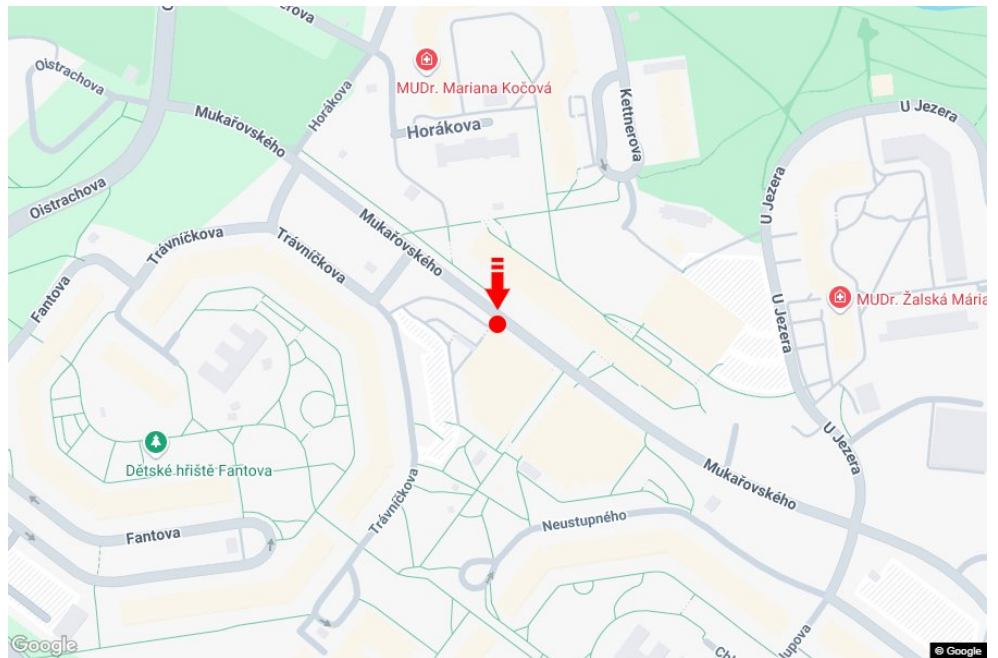 Oistrachova
Mukařovského
Oistrachova
Horákova
MUDr. Mariana Kočová
Horákova
Kettnerova
U Jezera
U Jezera
U Jezera
U Jezera
MUDr. Žalská Mária
Fantova
Trávníčkova
Trávníčkova
Mukařovského
Dětské hřiště Fantova
Trávníčkova
Fantova
Neustupného
Mukařovského
Google
© Google